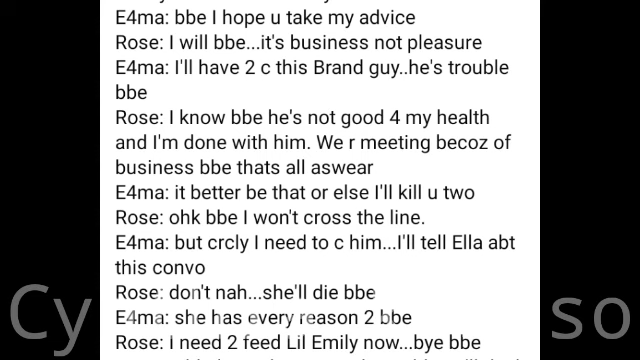 E4ma: bbe I hope u take my advice
Rose: I will bbe...it's business not pleasure
E4ma: I'll have 2 c this Brand guy..he's trouble
bbe
Rose: I know bbe he's not good 4 my health
and I'm done with him. We r meeting becoz of
business bbe thats all aswear
E4ma: it better be that or else I'll kill u two
Rose: ohk bbe I won't cross the line.
E4ma: but crcly I need to c him...I'll tell Ella abt
this convo
Rose: don't nah...she'll die bbe
E4ma: she has every reason 2 bbe
Cy so
Rose: I need 2 feed Lil Emily now...bye bbe